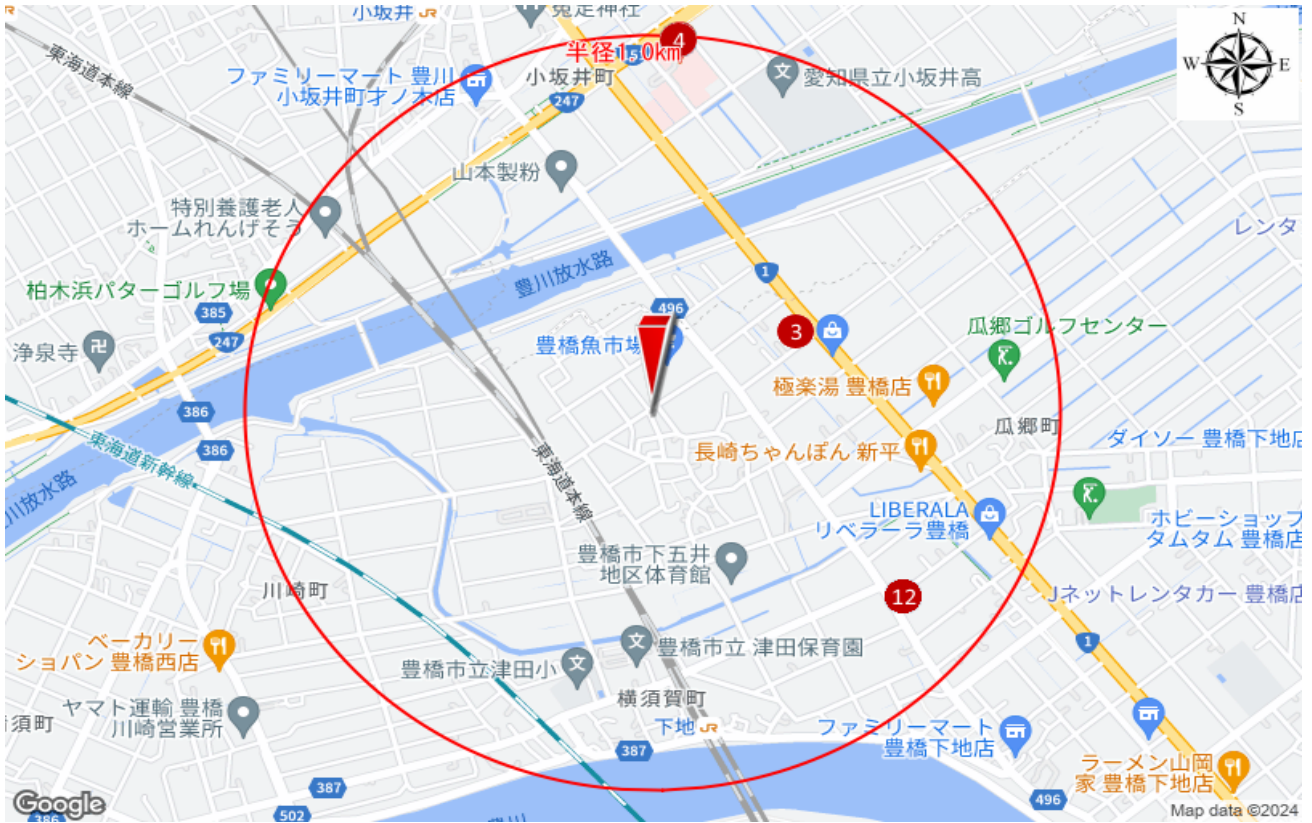 小坂井
兎足神社
N
W
E
S
半径1.0km
4
151
東海道本線
ファミリーマート 豊川
小坂井町才ノ木店
小坂井町
247
愛知県立小坂井高
山本製粉
特別養護老人
ホームれんげそう
レンタ
豊川放水路
1
柏木浜パターゴルフ場
385
496
3
瓜郷ゴルフセンター
浄泉寺
247
豊橋魚市場
極楽湯 豊橋店
386
瓜郷町
ダイソー 豊橋下地店
386
東海道新幹線
東海道本線
長崎ちゃんぽん 新平
川放水路
LIBERALA
リベラーラ豊橋
ホビーショップ
タムタム 豊橋店
豊橋市下五井
地区体育館
川崎町
12
Jネットレンタカー 豊橋店
ベーカリー
ショパン 豊橋西店
豊橋市立 津田保育園
1
豊橋市立津田小
横須賀町
ヤマト運輸 豊橋
川崎営業所
須町
下地
ファミリーマート
豊橋下地店
387
ラーメン山岡
家 豊橋下地店
387
496
Google
386
502
豊川
Map data ©2024